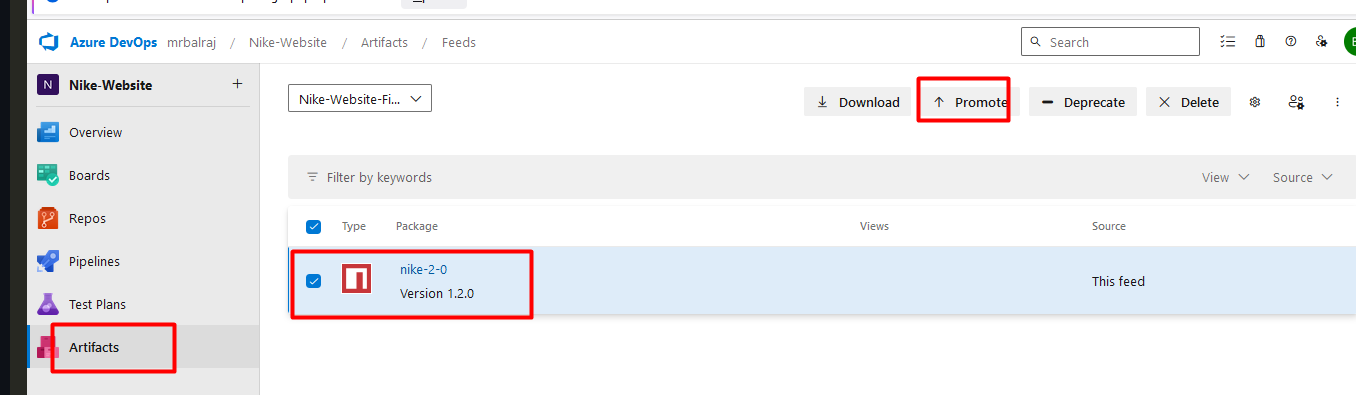 Azure DevOps mrbalraj / Nike-Website / Artifacts / Feeds Search
N Nike-Website +
Nike-Website-Fi... Download Promote Deprecate Delete
Overview
Boards
Filter by keywords View Source
Repos
Type Package Views Source
Pipelines
nike-2-0
Version 1.2.0
This feed
Test Plans
Artifacts